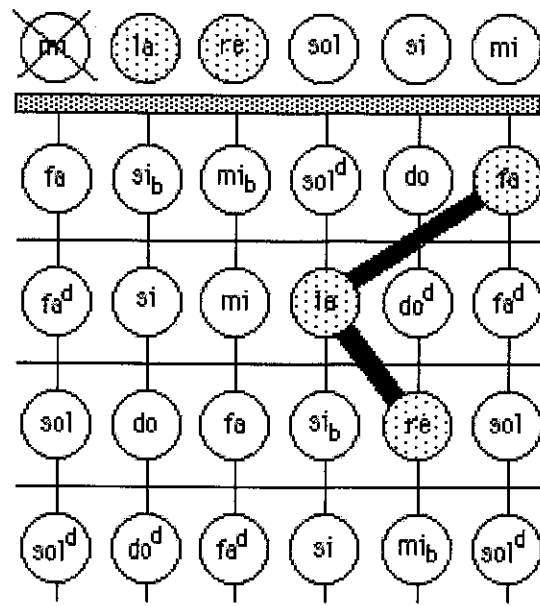 mi la re sol si mi
fa si_b mi_b sol^d do fa
fa^d si mi la do^d fa^d
sol do fa si_b re sol
sol^d do^d fa^d si mi_b sol^d